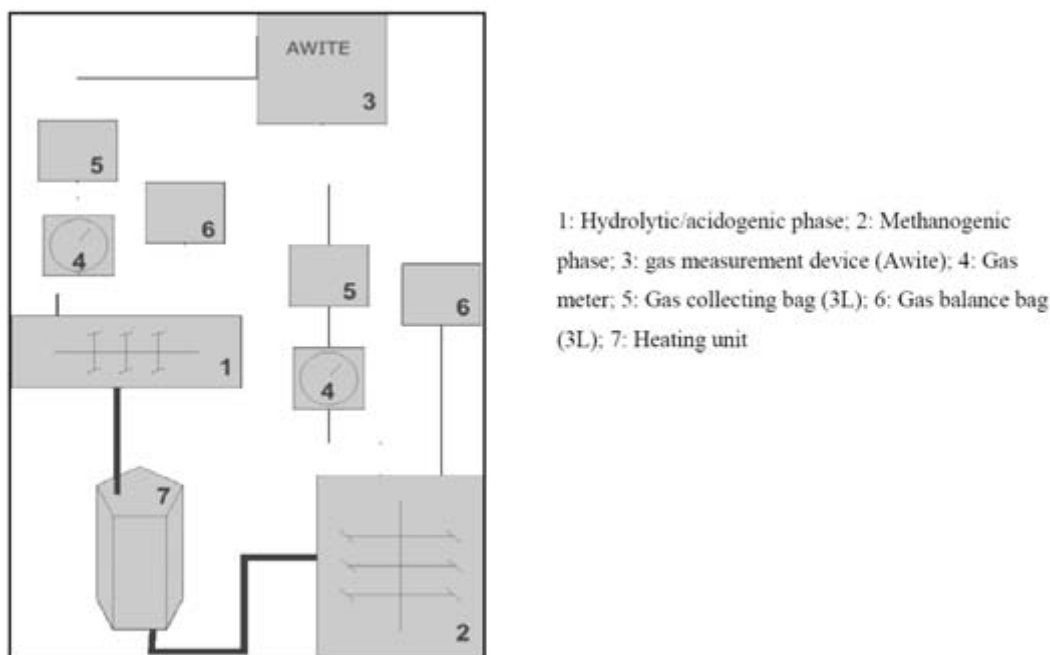 AWITE
3
5
6
4
5
6
1
4
7
2
1: Hydrolytic/acidogenic phase; 2: Methanogenic
phase; 3: gas measurement device (Awite); 4: Gas
meter; 5: Gas collecting bag (3L); 6: Gas balance bag
(3L); 7: Heating unit